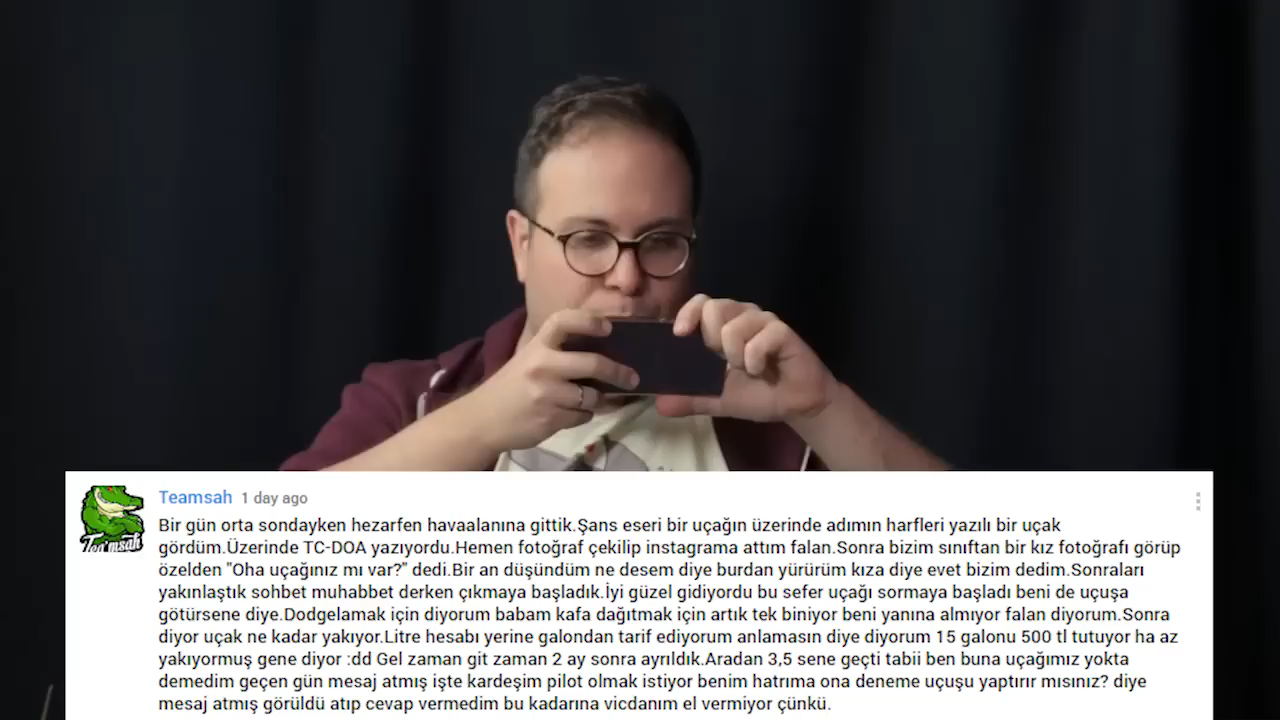 Teamsah 1 day ago
Bir gün orta sondayken hezarfen havaalanına gittik.Şans eseri bir uçağın üzerinde adımın harfleri yazılı bir uçak
gördüm.Üzerinde TC-DOA yazıyordu.Hemen fotoğraf çekilip instagrama attım falan.Sonra bizim sınıftan bir kız fotoğrafı görüp
özelden "Oha uçağınız mı var?" dedi.Bir an düşündüm ne desem diye burdan yürürüm kıza diye evet bizim dedim.Sonraları
yakınlaştık sohbet muhabbet derken çıkmaya başladık.İyi güzel gidiyordu bu sefer uçağı sormaya başladı beni de uçuşa
götürsene diye.Dodgelamak için diyorum babam kafa dağıtmak için artık tek biniyor beni yanına almıyor falan diyorum.Sonra
diyor uçak ne kadar yakıyor.Litre hesabı yerine galondan tarif ediyorum anlamasın diye diyorum 15 galonu 500 tl tutuyor ha az
yakıyormuş gene diyor :dd Gel zaman git zaman 2 ay sonra ayrıldık.Aradan 3,5 sene geçti tabii ben buna uçağımız yokta
demedim geçen gün mesaj atmış işte kardeşim pilot olmak istiyor benim hatrıma ona deneme uçuşu yaptırır mısınız? diye
mesaj atmış görüldü atıp cevap vermedim bu kadarına vicdanım el vermiyor çünkü.